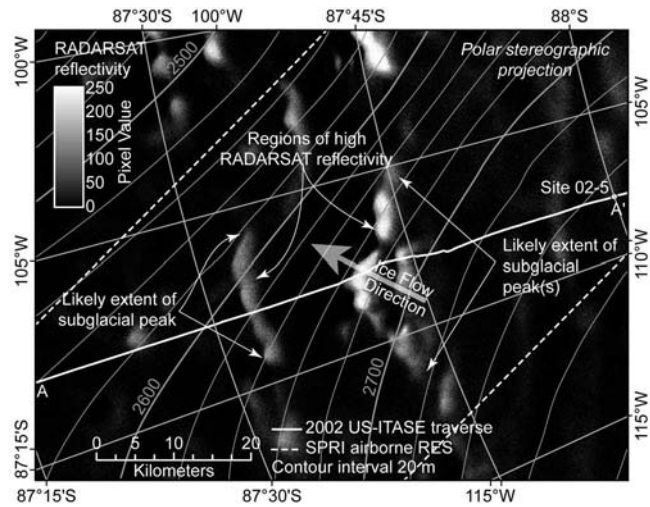 87°30'S 100°W 87°45'S 88°S
100°W
RADARSAT
reflectivity
250
200
150
100
50
0
Pixel Value
2500
Polar stereographic
projection
105°W
Regions of high
RADARSAT reflectivity
Site 02-5
A'
105°W
110°W
Ice Flow
Direction
Likely extent of
subglacial
peak(s)
Likely extent of
subglacial peak
A
2600
2700
115°W
2002 US-ITASE traverse
SPRI airborne RES
Contour interval 20 m
0 10 20
Kilometers
87°15'S
87°15'S 87°30'S 115°W